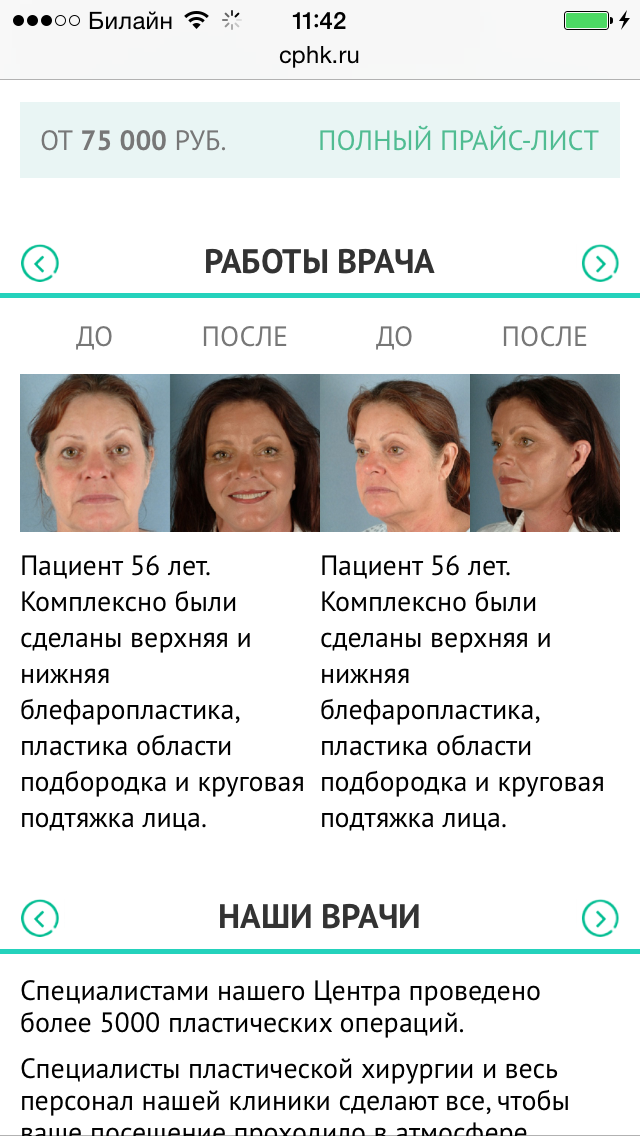 Билайн 11:42
cphk.ru
ОТ 75 000 РУБ. ПОЛНЫЙ ПРАЙС-ЛИСТ
РАБОТЫ ВРАЧА
ДО ПОСЛЕ ДО ПОСЛЕ
Пациент 56 лет.
Комплексно были
сделаны верхняя и
нижняя
блефаропластика,
пластика области
подбородка и круговая
подтяжка лица.
Пациент 56 лет.
Комплексно были
сделаны верхняя и
нижняя
блефаропластика,
пластика области
подбородка и круговая
подтяжка лица.
НАШИ ВРАЧИ
Специалистами нашего Центра проведено
более 5000 пластических операций.
Специалисты пластической хирургии и весь
персонал нашей клиники сделают все, чтобы
ваше посещение проходило в атмосфере